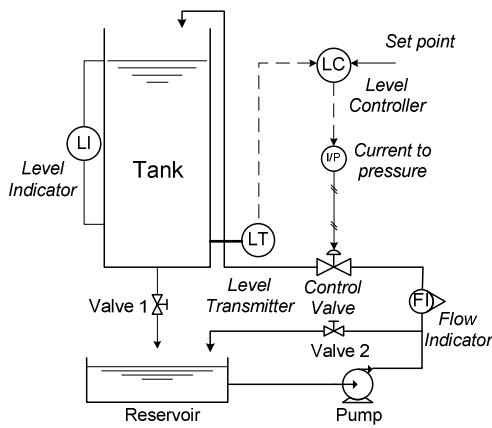 Set point
LC
Level
Controller
LI
Level
Indicator
Tank
I/P
Current to
pressure
LT
Level
Transmitter
Control
Valve
Valve 1
FI
Flow
Indicator
Valve 2
Reservoir
Pump